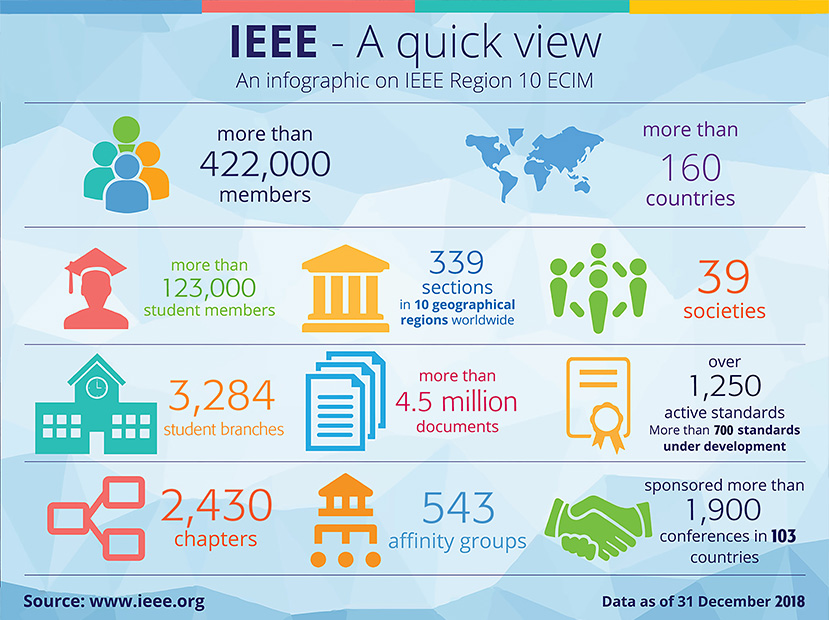 IEEE - A quick view
An infographic on IEEE Region 10 ECIM
more than
422,000
members
more than
160
countries
more than
123,000
student members
339
sections
in 10 geographical
regions worldwide
39
societies
3,284
student branches
more than
4.5 million
documents
over
1,250
active standards
More than 700 standards
under development
2,430
chapters
543
affinity groups
sponsored more than
1,900
conferences in 103
countries
Source: www.ieee.org
Data as of 31 December 2018